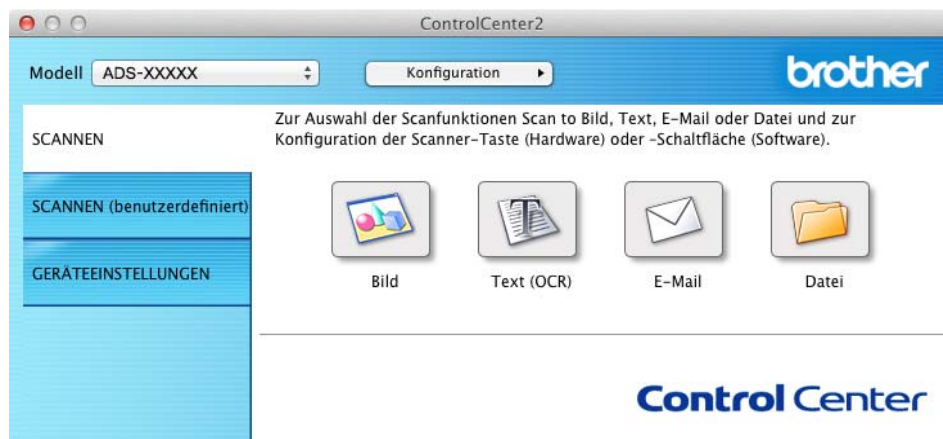 ControlCenter2
Modell ADS-XXXXX Konfiguration brother
SCANNEN
Zur Auswahl der Scanfunktionen Scan to Bild, Text, E-Mail oder Datei und zur
Konfiguration der Scanner-Taste (Hardware) oder -Schaltfläche (Software).
SCANNEN (benutzerdefiniert)
GERÄTEEINSTELLUNGEN
Bild Text (OCR) E-Mail Datei
Control Center